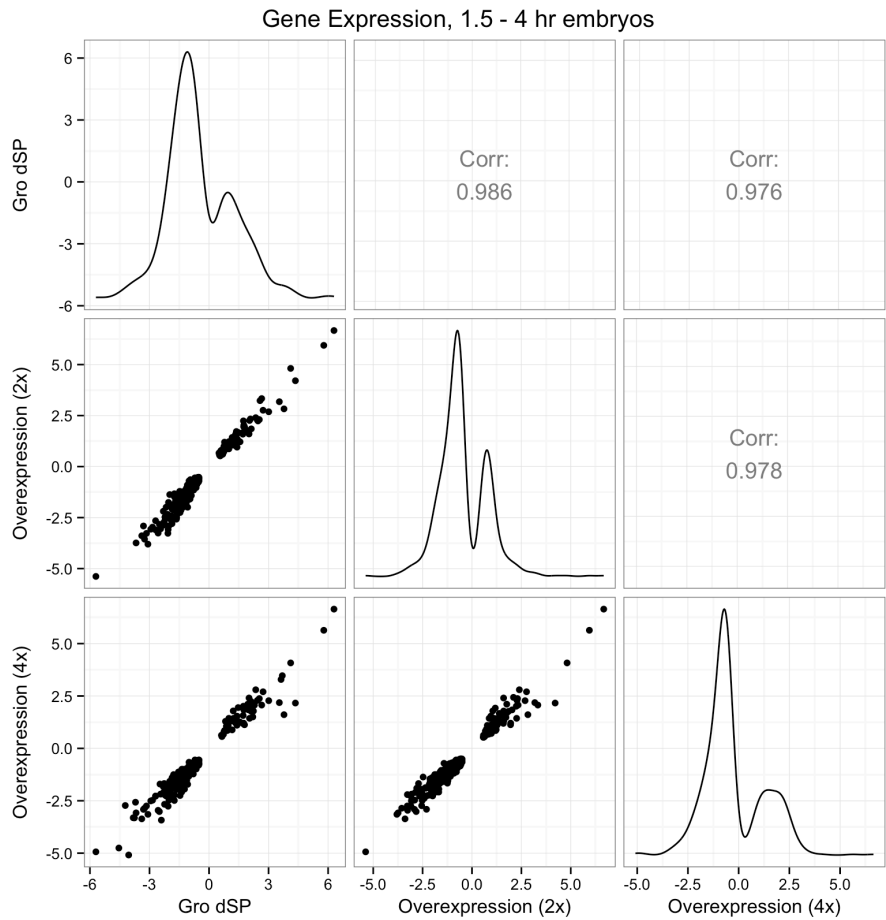 Gene Expression, 1.5 - 4 hr embryos
6
3
0
-3
-6
Gro dSP
Corr:
0.986
Corr:
0.976
5.0
2.5
0.0
-2.5
-5.0
Overexpression (2x)
Corr:
0.978
5.0
2.5
0.0
-2.5
-5.0
Overexpression (4x)
-6 -3 0 3 6
-5.0 -2.5 0.0 2.5 5.0
-5.0 -2.5 0.0 2.5 5.0
Gro dSP
Overexpression (2x)
Overexpression (4x)